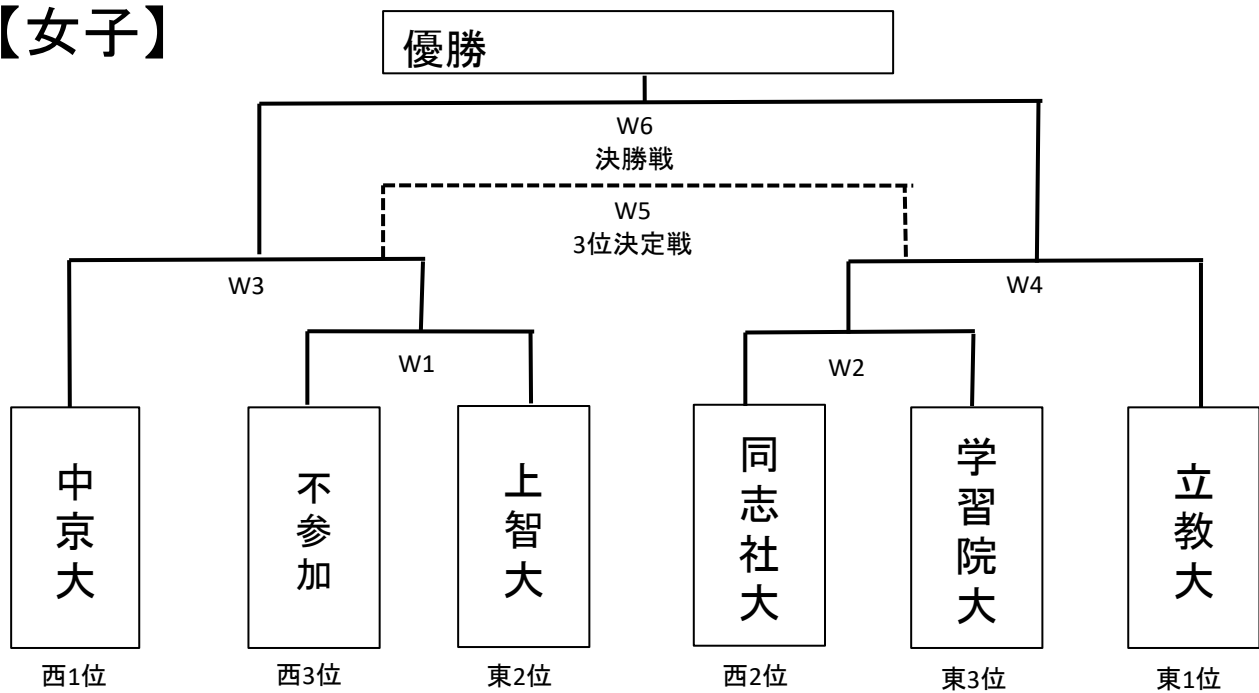 【女子】
優勝
W6
決勝戦
W5
3位決定戦
W3
W4
W1
W2
中京大
不参加
上智大
同志社大
学習院大
立教大
西1位
西3位
東2位
西2位
東3位
東1位